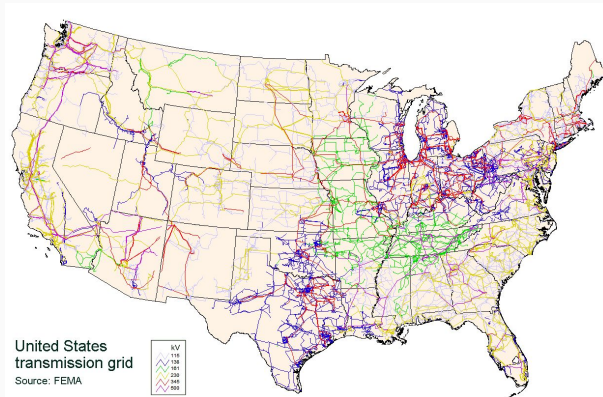 United States
transmission grid
Source: FEMA
kV
115
138
161
230
345
500